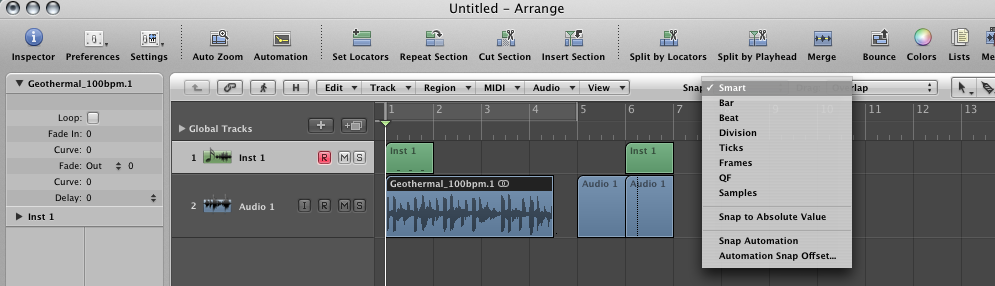 Untitled - Arrange
Inspector Preferences Settings Auto Zoom Automation Set Locators Repeat Section Cut Section Insert Section Split by Locators Split by Playhead Merge Bounce Colors Lists Me
Geothermal_100bpm.1
Loop:
Fade In: 0
Curve: 0
Fade: Out 0
Curve: 0
Delay: 0
Inst 1
H Edit Track Region MIDI Audio View Snap
Smart
Bar
Beat
Division
Ticks
Frames
QF
Samples
Snap to Absolute Value
Snap Automation
Automation Snap Offset...
1 2 3 4 5 6 7 11 12 13
Global Tracks
1 Inst 1 R M S
Inst 1 Inst 1
2 Audio 1 I R M S
Geothermal_100bpm.1 Audio 1 Audio 1